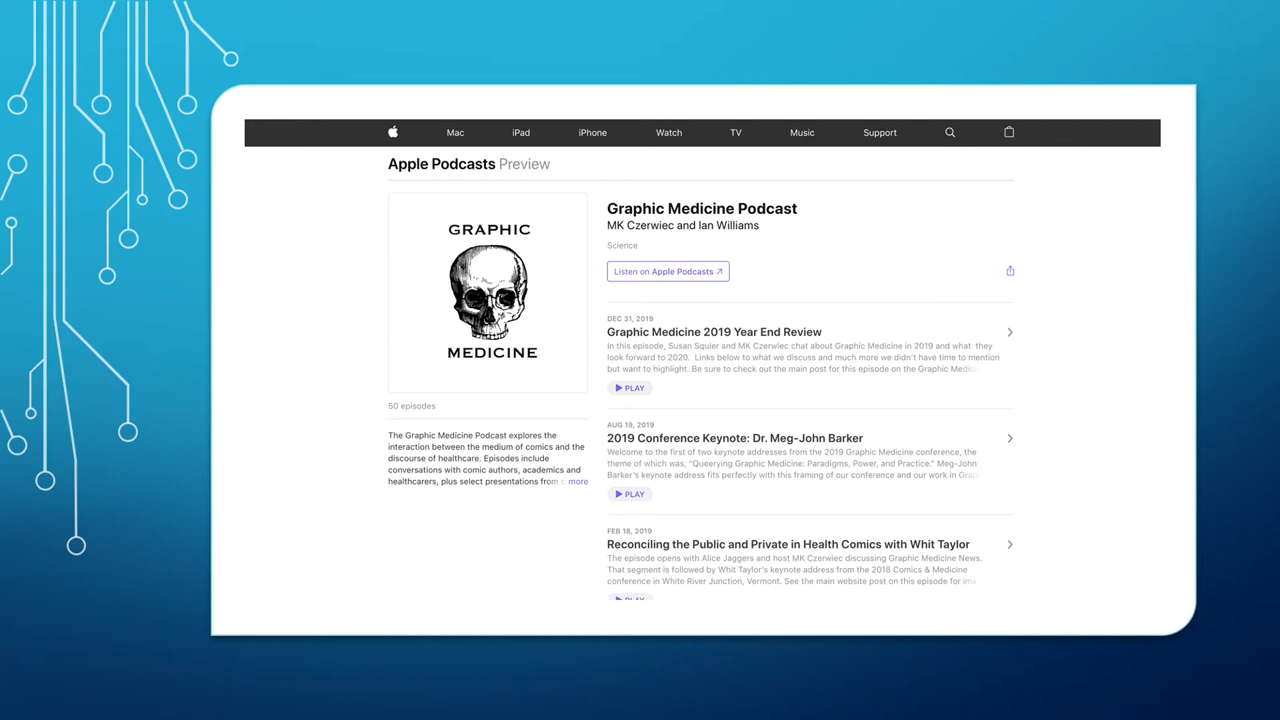 Mac iPad iPhone Watch TV Music Support
Apple Podcasts Preview
GRAPHIC
MEDICINE
50 episodes
The Graphic Medicine Podcast explores the
interaction between the medium of comics and the
discourse of healthcare. Episodes include
conversations with comic authors, academics and
healthcarers, plus select presentations from more
Graphic Medicine Podcast
MK Czerwiec and Ian Williams
Science
Listen on Apple Podcasts ↗
DEC 31, 2019
Graphic Medicine 2019 Year End Review
In this episode, Susan Squier and MK Czerwiec chat about Graphic Medicine in 2019 and what they
look forward to 2020. Links below to what we discuss and much more we didn't have time to mention
but want to highlight. Be sure to check out the main post for this episode on the Graphic
PLAY
AUG 19, 2019
2019 Conference Keynote: Dr. Meg-John Barker
Welcome to the first of two keynote addresses from the 2019 Graphic Medicine conference, the
theme of which was, "Queerying Graphic Medicine: Paradigms, Power, and Practice." Meg-John
Barker's keynote address fits perfectly with this framing of our conference and our work in
PLAY
FEB 18, 2019
Reconciling the Public and Private in Health Comics with Whit Taylor
The episode opens with Alice Jaggers and host MK Czerwiec discussing Graphic Medicine News.
That segment is followed by Whit Taylor's keynote address from the 2018 Comics & Medicine
conference in White River Junction, Vermont. See the main website post on this episode for
PLAY